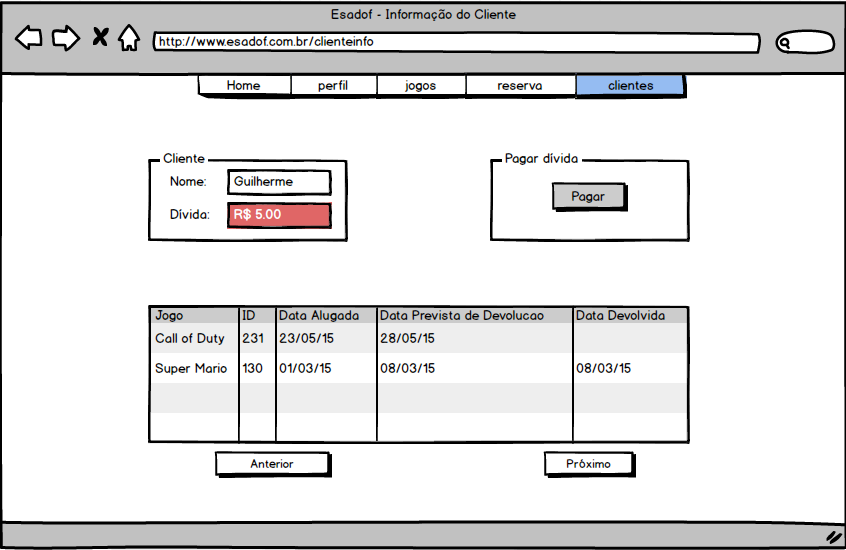 Esadof - Informação do Cliente
http://www.esadof.com.br/clienteinfo
Home perfil jogos reserva clientes
Cliente
Nome: Guilherme
Dívida: R$ 5.00
Pagar dívida
Pagar
Jogo ID Data Alugada Data Prevista de Devolucao Data Devolvida
Call of Duty 231 23/05/15 28/05/15
Super Mario 130 01/03/15 08/03/15 08/03/15
Anterior Próximo